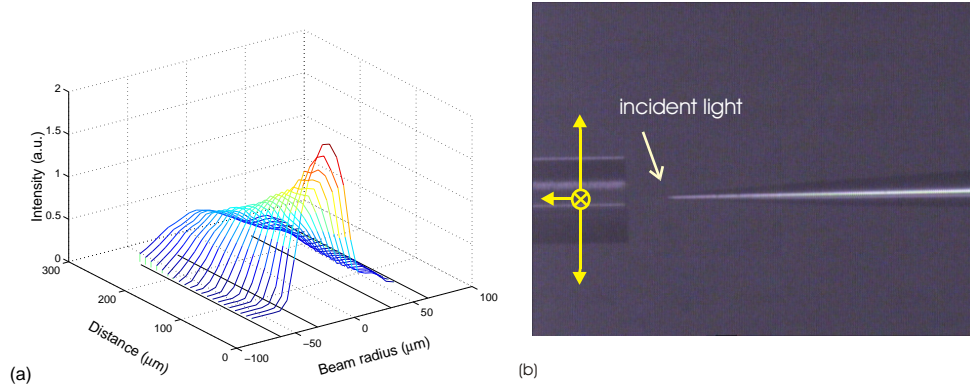 2
1.5
1
0.5
0
Intensity (a.u.)
300
200
100
0
Distance (μm)
−100
−50
0
50
100
Beam radius (μm)
(a)
incident light
(b)